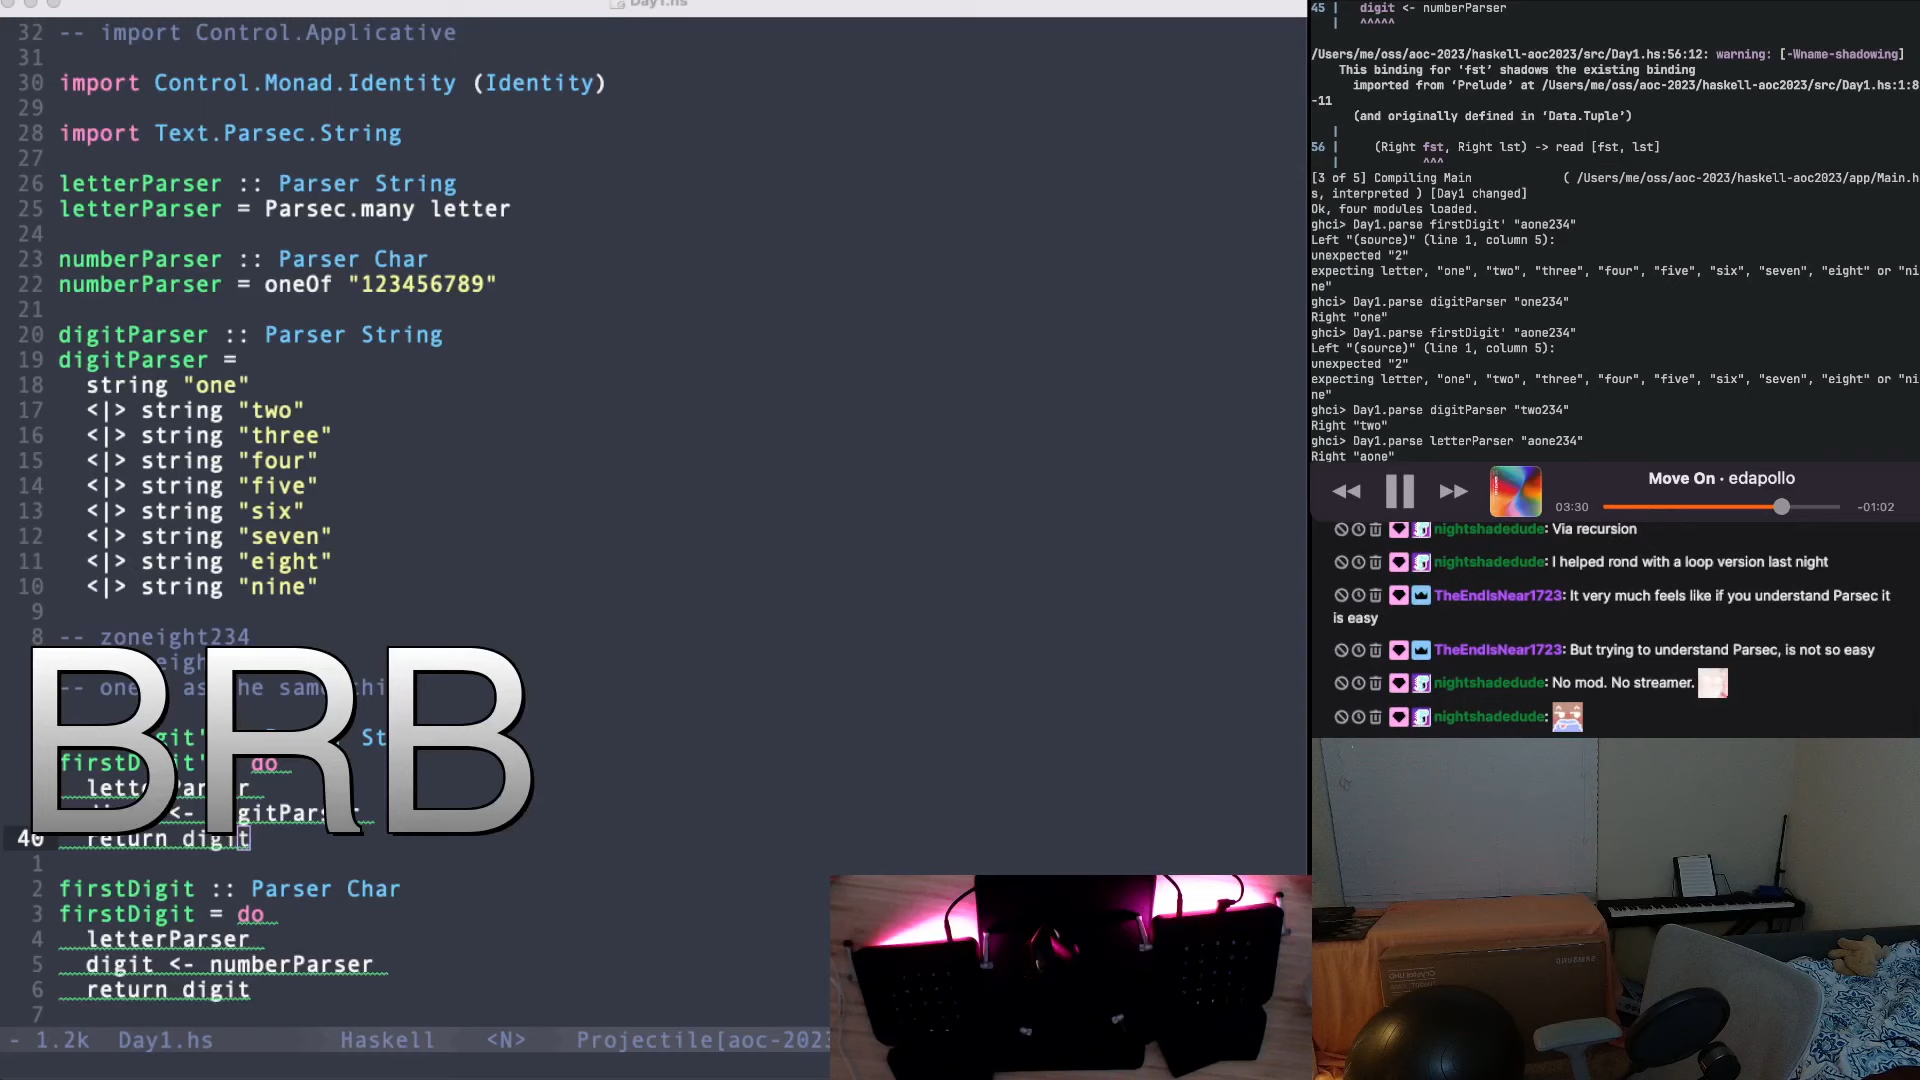 Day1.hs
32 -- import Control.Applicative
31
30 import Control.Monad.Identity (Identity)
29
28 import Text.Parsec.String
27
26 letterParser :: Parser String
25 letterParser = Parsec.many letter
24
23 numberParser :: Parser Char
22 numberParser = oneOf "123456789"
21
20 digitParser :: Parser String
19 digitParser =
18 string "one"
17 <|> string "two"
16 <|> string "three"
15 <|> string "four"
14 <|> string "five"
13 <|> string "six"
12 <|> string "seven"
11 <|> string "eight"
10 <|> string "nine"
9
8 -- zoneight234
BRB
do
40 return digit
1
2 firstDigit :: Parser Char
3 firstDigit = do
4 letterParser
5 digit <- numberParser
6 return digit
7
- 1.2k Day1.hs Haskell <N> Projectile[aoc-2023
45 | digit <- numberParser
| ^^^^^
/Users/me/oss/aoc-2023/haskell-aoc2023/src/Day1.hs:56:12: warning: [-Wname-shadowing]
This binding for ‘fst’ shadows the existing binding
imported from ‘Prelude’ at /Users/me/oss/aoc-2023/haskell-aoc2023/src/Day1.hs:1:8
-11
(and originally defined in ‘Data.Tuple’)
|
56 | (Right fst, Right lst) -> read [fst, lst]
| ^^^
[3 of 5] Compiling Main ( /Users/me/oss/aoc-2023/haskell-aoc2023/app/Main.h
s, interpreted ) [Day1 changed]
Ok, four modules loaded.
ghci> Day1.parse firstDigit' "aone234"
Left "(source)" (line 1, column 5):
unexpected "2"
expecting letter, "one", "two", "three", "four", "five", "six", "seven", "eight" or "ni
ne"
ghci> Day1.parse digitParser "one234"
Right "one"
ghci> Day1.parse firstDigit' "aone234"
Left "(source)" (line 1, column 5):
unexpected "2"
expecting letter, "one", "two", "three", "four", "five", "six", "seven", "eight" or "ni
ne"
ghci> Day1.parse digitParser "two234"
Right "two"
ghci> Day1.parse letterParser "aone234"
Right "aone"
Move On · edapollo
03:30 -01:02
nightshadedude: Via recursion
nightshadedude: I helped rond with a loop version last night
TheEndIsNear1723: It very much feels like if you understand Parsec it
is easy
TheEndIsNear1723: But trying to understand Parsec, is not so easy
nightshadedude: No mod. No streamer.
nightshadedude:
SAMSUNG